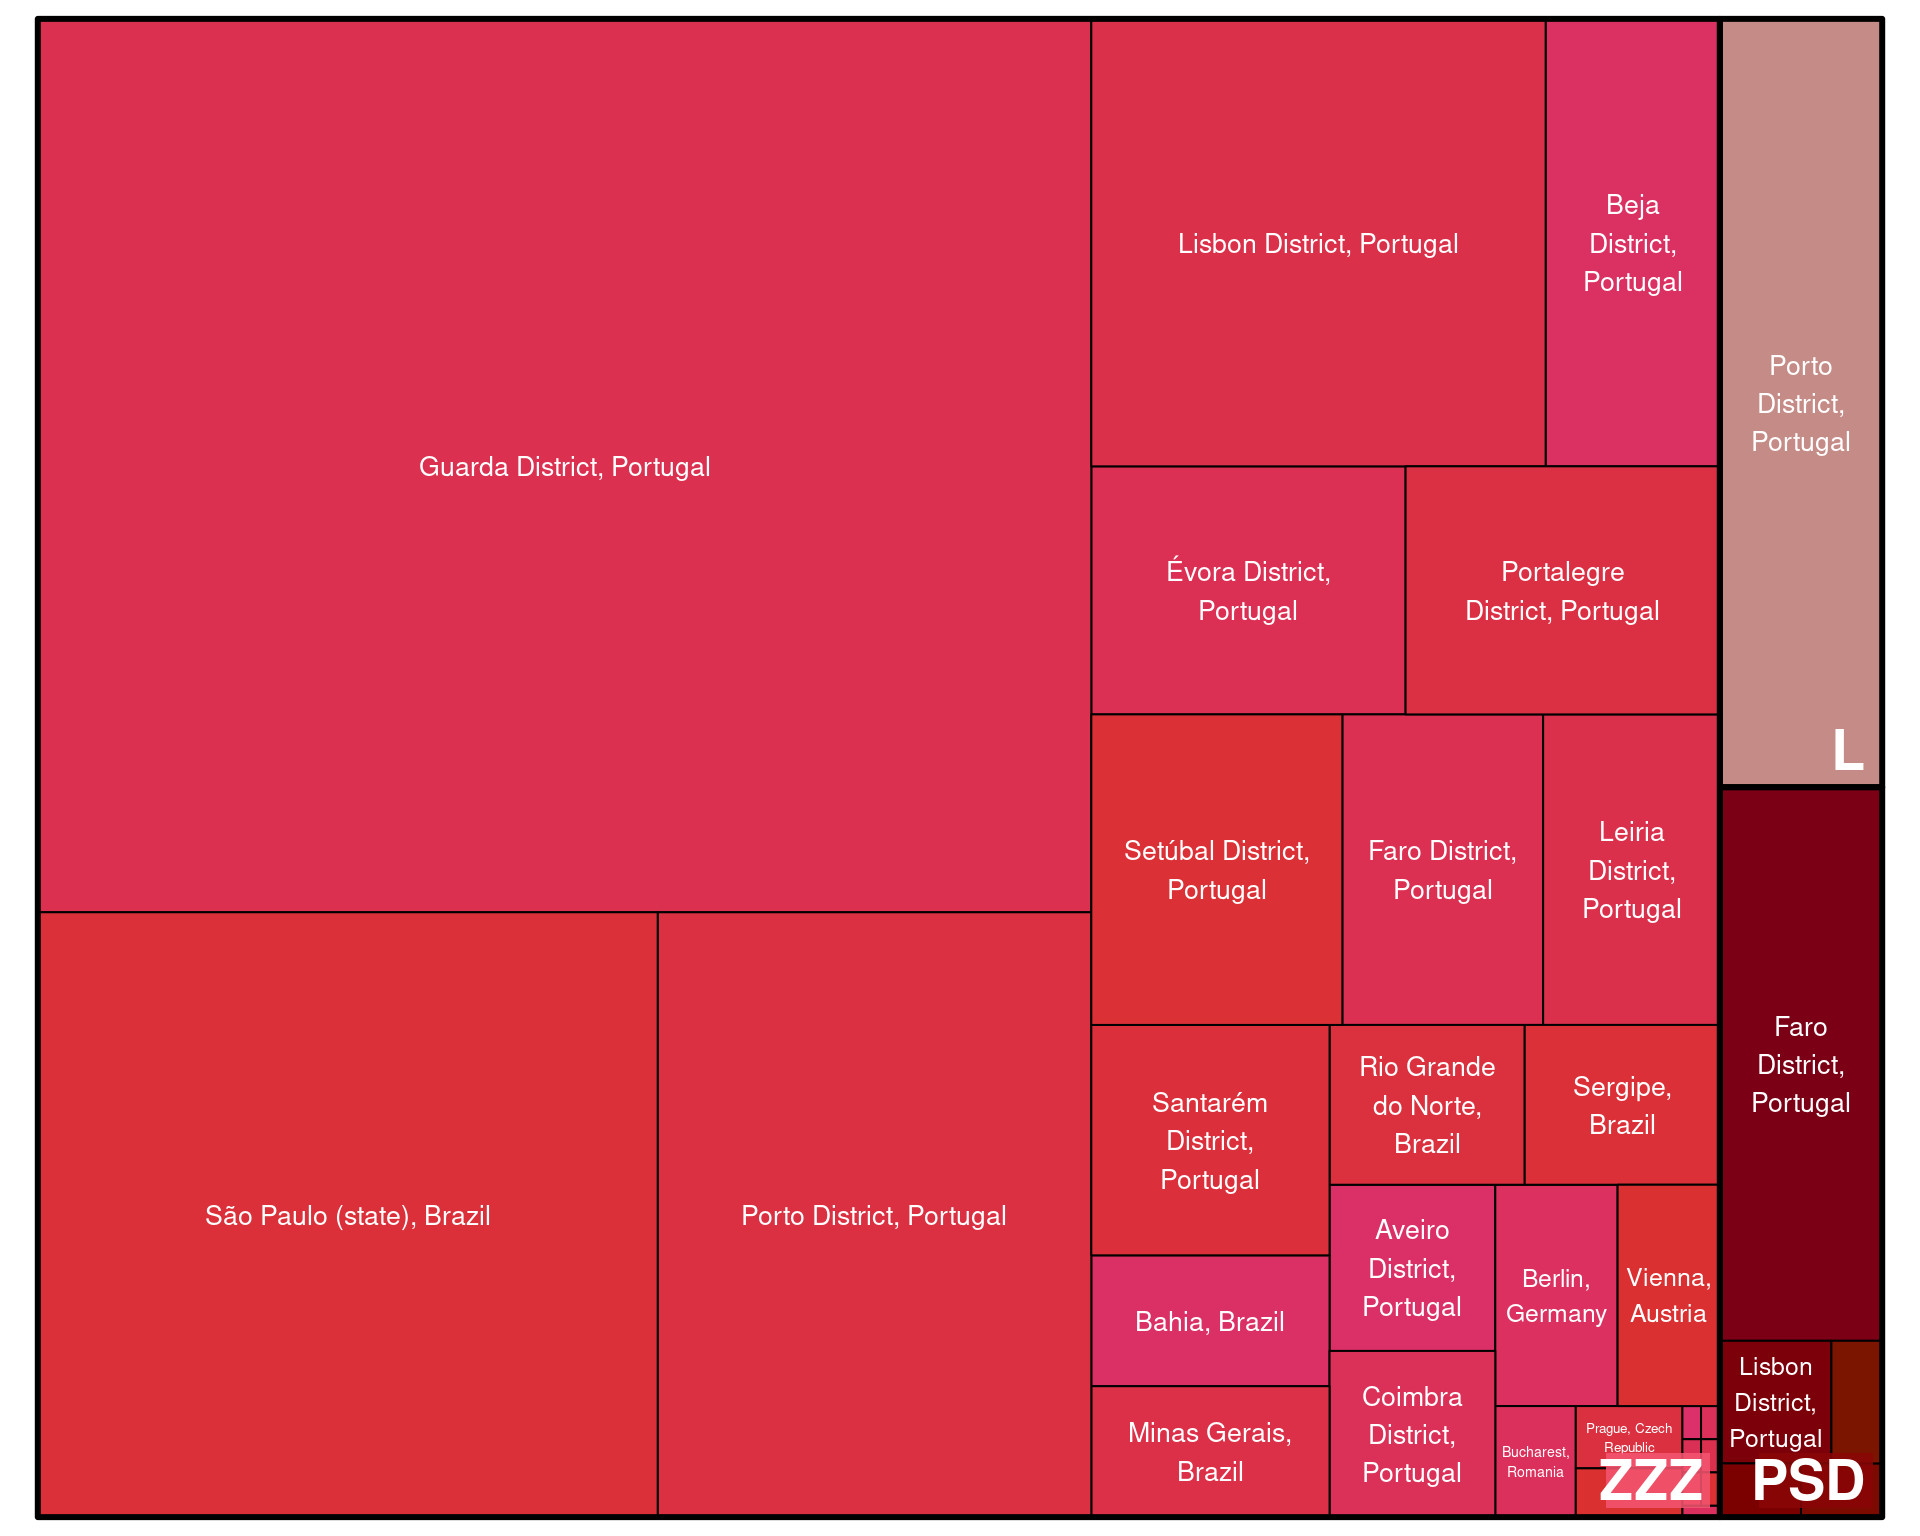 Guarda District, Portugal
São Paulo (state), Brazil
Porto District, Portugal
Lisbon District, Portugal
Beja
District,
Portugal
Évora District,
Portugal
Portalegre
District, Portugal
Setúbal District,
Portugal
Faro District,
Portugal
Leiria
District,
Portugal
Santarém
District,
Portugal
Rio Grande
do Norte,
Brazil
Sergipe,
Brazil
Bahia, Brazil
Minas Gerais,
Brazil
Aveiro
District,
Portugal
Coimbra
District,
Portugal
Berlin,
Germany
Vienna,
Austria
Bucharest,
Romania
Prague, Czech
Republic
ZZZ
Porto
District,
Portugal
L
Faro
District,
Portugal
Lisbon
District,
Portugal
PSD